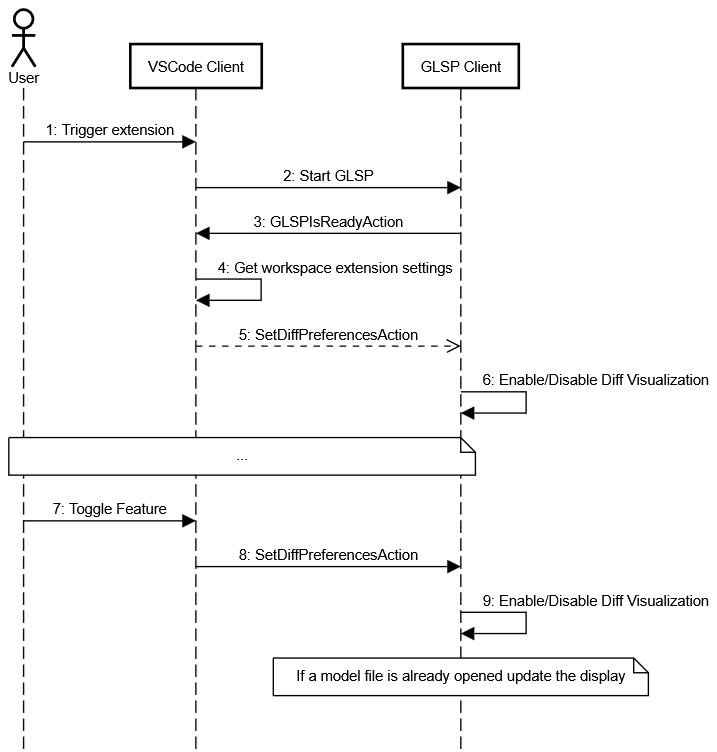 User
VSCode Client
GLSP Client
1: Trigger extension
2: Start GLSP
3: GLSPIsReadyAction
4: Get workspace extension settings
5: SetDiffPreferencesAction
6: Enable/Disable Diff Visualization
...
7: Toggle Feature
8: SetDiffPreferencesAction
9: Enable/Disable Diff Visualization
If a model file is already opened update the display